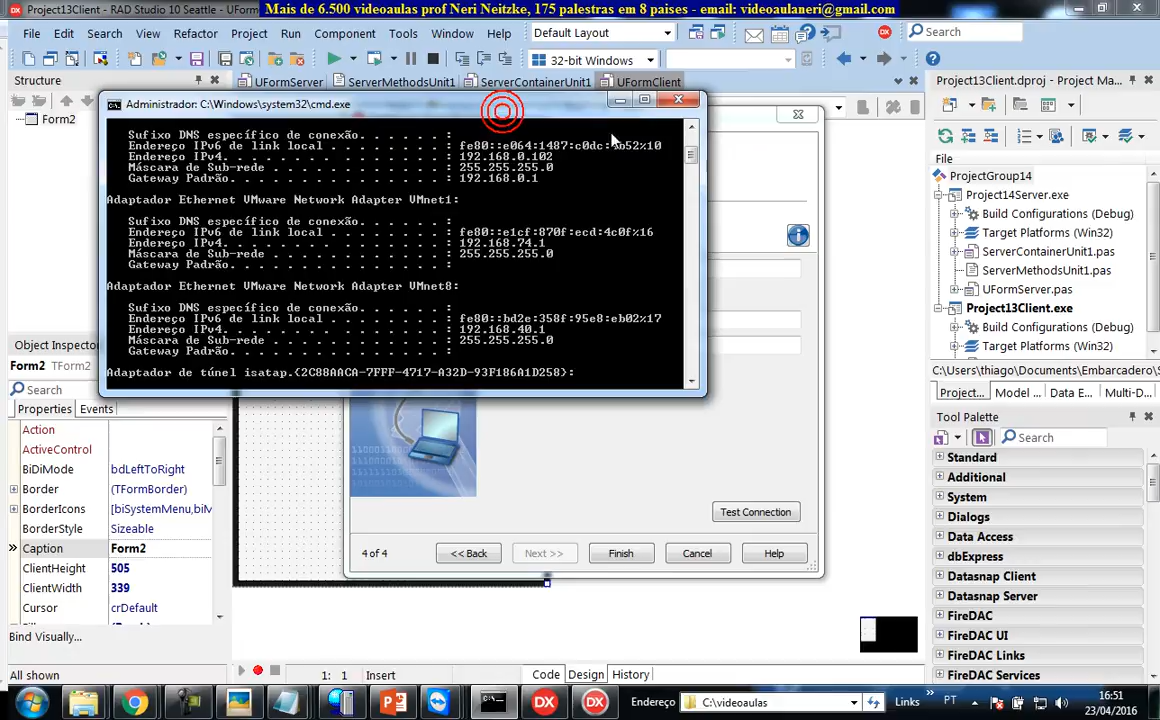 Project13Client - RAD Studio 10 Seattle - UForm
Mais de 6.500 videoaulas prof Neri Neitzke, 175 palestras em 8 paises - email: videoaulaneri@gmail.com
File Edit Search View Refactor Project Run Component Tools Window Help
Default Layout
Search
32-bit Windows
Structure
UFormServer ServerMethodsUnit1 ServerContainerUnit1 UFormClient
Project13Client.dproj - Project Ma...
Form2
Administrador: C:\Windows\system32\cmd.exe
Sufixo DNS específico de conexão. . . . . . :
Endereço IPv4. . . . . . . . . . . . . . . : 192.168.0.102
Máscara de Sub-rede . . . . . . . . . . . . : 255.255.255.0
Gateway Padrão. . . . . . . . . . . . . . . : 192.168.0.1
Adaptador Ethernet VMware Network Adapter VMnet1:
Sufixo DNS específico de conexão. . . . . . :
Endereço IPv6 de link local . . . . . . . . : fe80::e1cf:870f:ecd:4c0f%16
Endereço IPv4. . . . . . . . . . . . . . . : 192.168.74.1
Máscara de Sub-rede . . . . . . . . . . . . : 255.255.255.0
Gateway Padrão. . . . . . . . . . . . . . . :
Adaptador Ethernet VMware Network Adapter VMnet8:
Sufixo DNS específico de conexão. . . . . . :
Endereço IPv6 de link local . . . . . . . . : fe80::bd2e:358f:95e8:eb02%17
Endereço IPv4. . . . . . . . . . . . . . . : 192.168.40.1
Máscara de Sub-rede . . . . . . . . . . . . : 255.255.255.0
Gateway Padrão. . . . . . . . . . . . . . . :
Adaptador de túnel isatap.{2C88AACA-7FFF-4717-A32D-93F186A1D258}:
File
ProjectGroup14
Project14Server.exe
Build Configurations (Debug)
Target Platforms (Win32)
ServerContainerUnit1.pas
ServerMethodsUnit1.pas
UFormServer.pas
Project13Client.exe
Build Configurations (Debug)
Target Platforms (Win32)
C:\Users\thiago\Documents\Embarcadero\S
Project... Model ... Data E... Multi-D...
Object Inspector
Form2 TForm2
Search
Properties Events
Action
ActiveControl
BiDiMode bdLeftToRight
Border (TFormBorder)
BorderIcons [biSystemMenu,biM
BorderStyle Sizeable
Caption Form2
ClientHeight 505
ClientWidth 339
Cursor crDefault
Bind Visually...
All shown
Test Connection
4 of 4
<< Back Next >> Finish Cancel Help
Tool Palette
Search
Standard
Additional
System
Dialogs
Data Access
dbExpress
Datasnap Client
Datasnap Server
FireDAC
FireDAC UI
FireDAC Links
FireDAC Services
1: 1 Insert
Code Design History
Endereço C:\videoaulas
Links
PT
16:51
23/04/2016